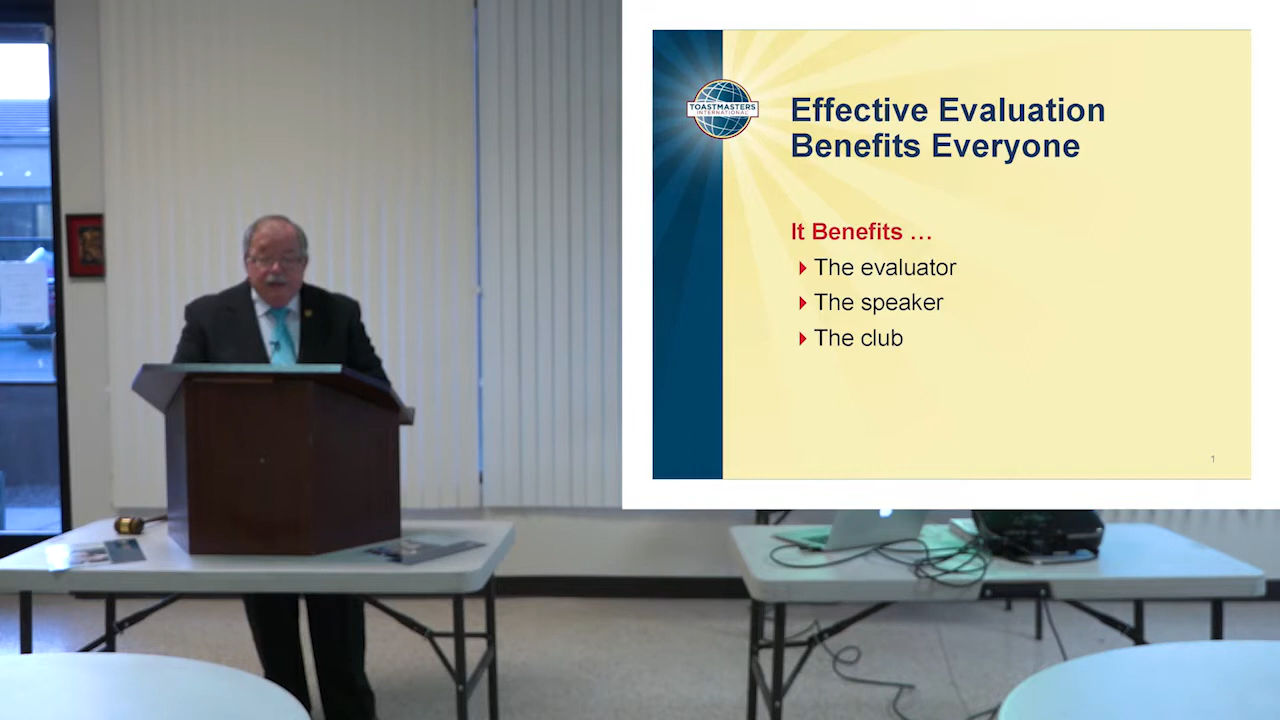 TOASTMASTERS
INTERNATIONAL
Effective Evaluation
Benefits Everyone
It Benefits …
The evaluator
The speaker
The club
1